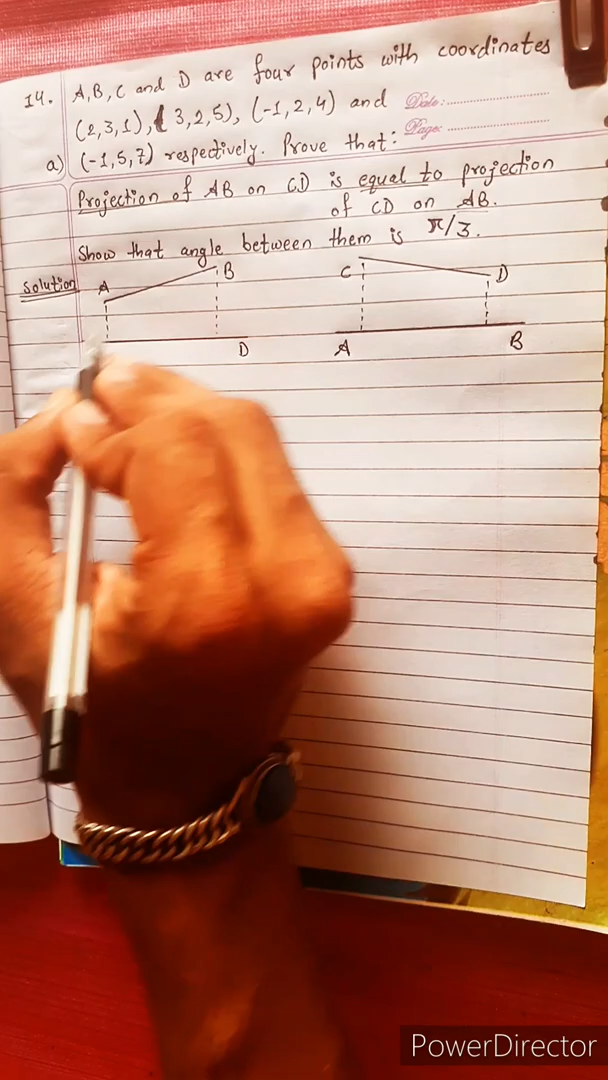 14. A, B, C and D are four points with coordinates
(2,3,1), (3,2,5), (-1,2,4) and Date:
Page:
a) (-1,5,7) respectively. Prove that:
Projection of AB on CD is equal to projection
of CD on AB.
Show that angle between them is π/3.
Solution A B C D
D A B
PowerDirector